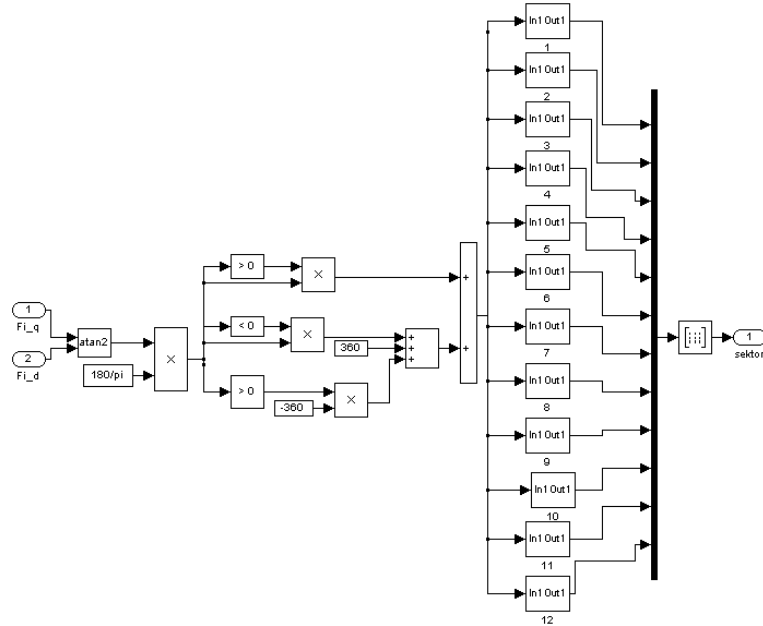 1
Fi_q
2
Fi_d
atan2
180/pi
×
> 0
×
< 0
×
360
> 0
-360
×
+
+
+
+
+
In1 Out1
1
In1 Out1
2
In1 Out1
3
In1 Out1
4
In1 Out1
5
In1 Out1
6
In1 Out1
7
In1 Out1
8
In1 Out1
9
In1 Out1
10
In1 Out1
11
In1 Out1
12
1
sektor